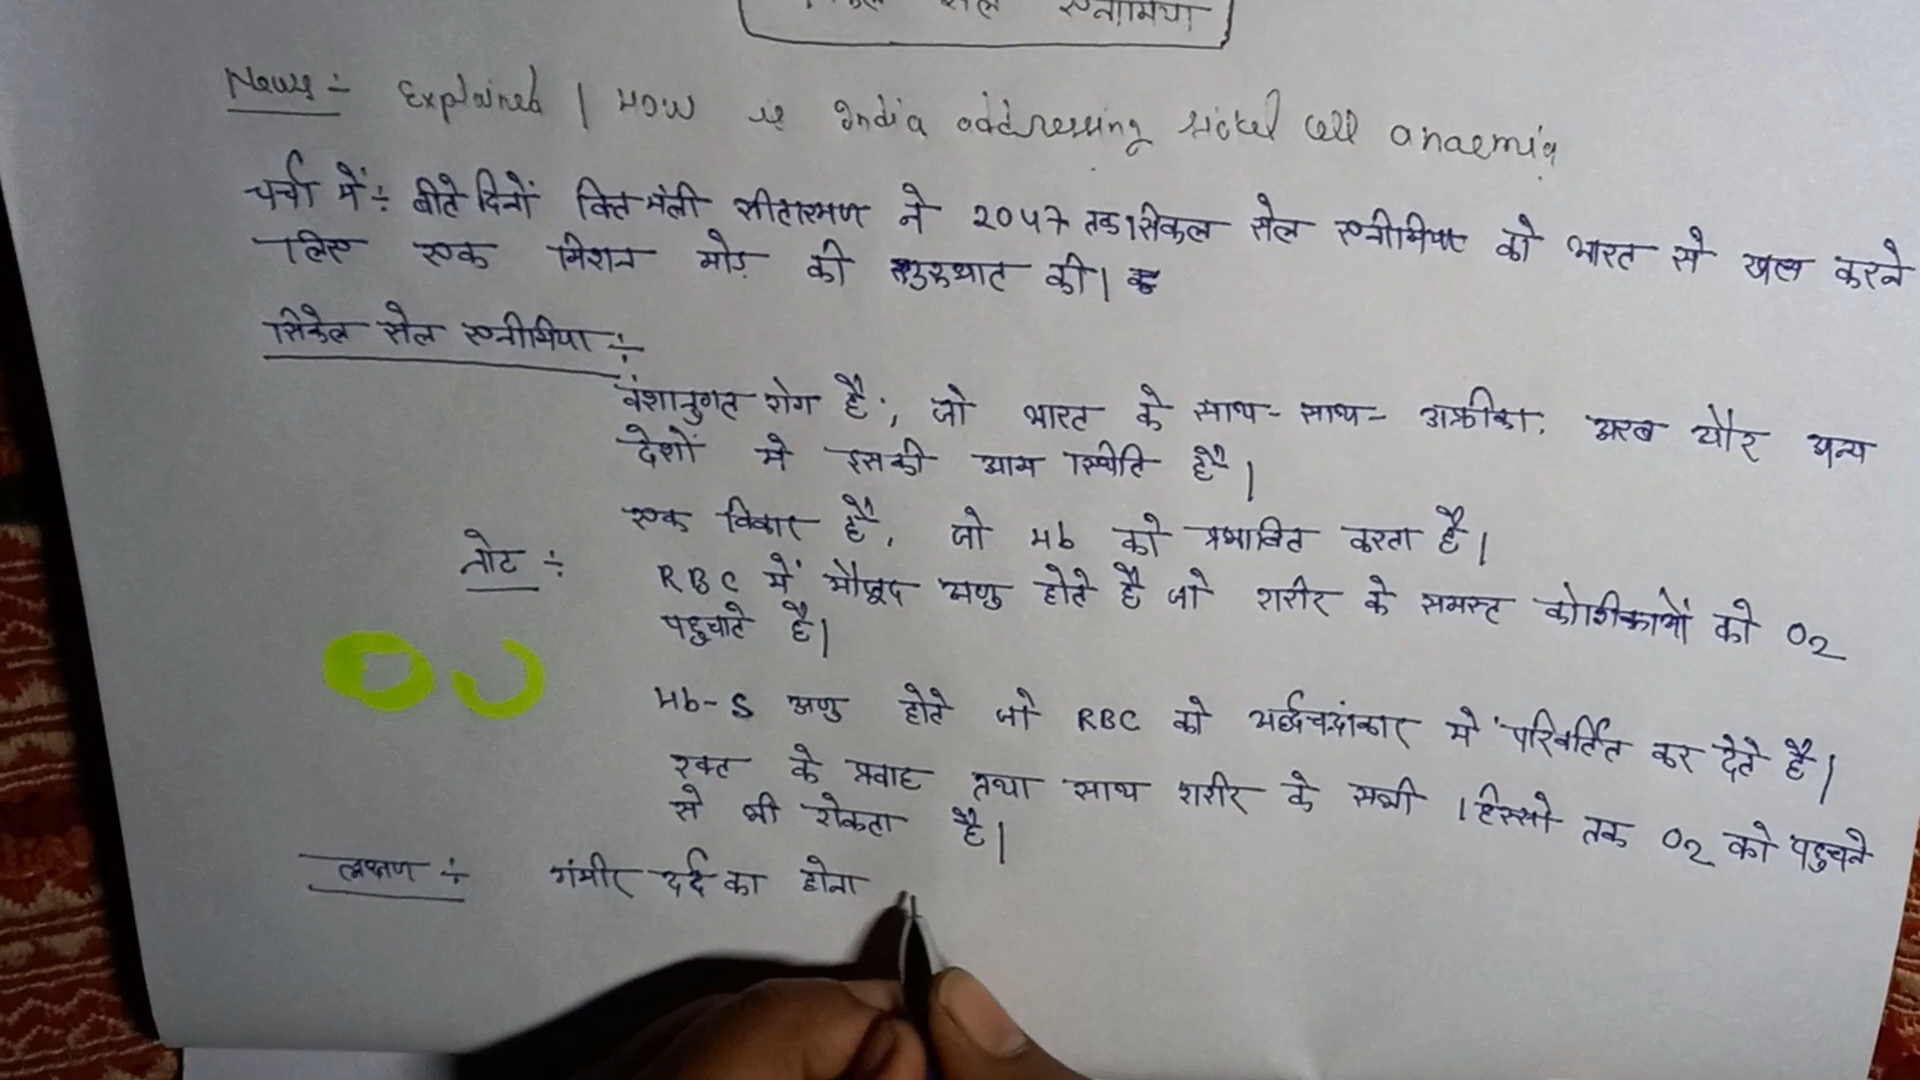 सेल एनीमिया
News:- Explained | How is India addressing sickel cell anaemia
चर्चा में:- बीते दिनों वित मंत्री सीतारमण ने 2047 तक सिकल सेल एनीमिया को भारत से खत्म करने
लिए एक मिशन मोड़ की शुरुआत की।
सिकेल सेल एनीमिया:-
वंशानुगत रोग है, जो भारत के साथ-साथ- अफ्रीका, अरब और अन्य
देशों मे इसकी आम स्थिति है।
एक विकार है, जो Hb को प्रभावित करता है।
नोट:- RBC में मौजूद अणु होते है जो शरीर के समस्त कोशिकाओं को O2
पहुचाते है।
Hb-S अणु होते जो RBC को अर्द्धचद्रांकार मे परिवर्तित कर देते है।
रक्त के प्रवाह तथा साथ शरीर के सभी हिस्सो तक O2 को पहुचने
से भी रोकता है।
लक्षण:- गंभीर दर्द का होना